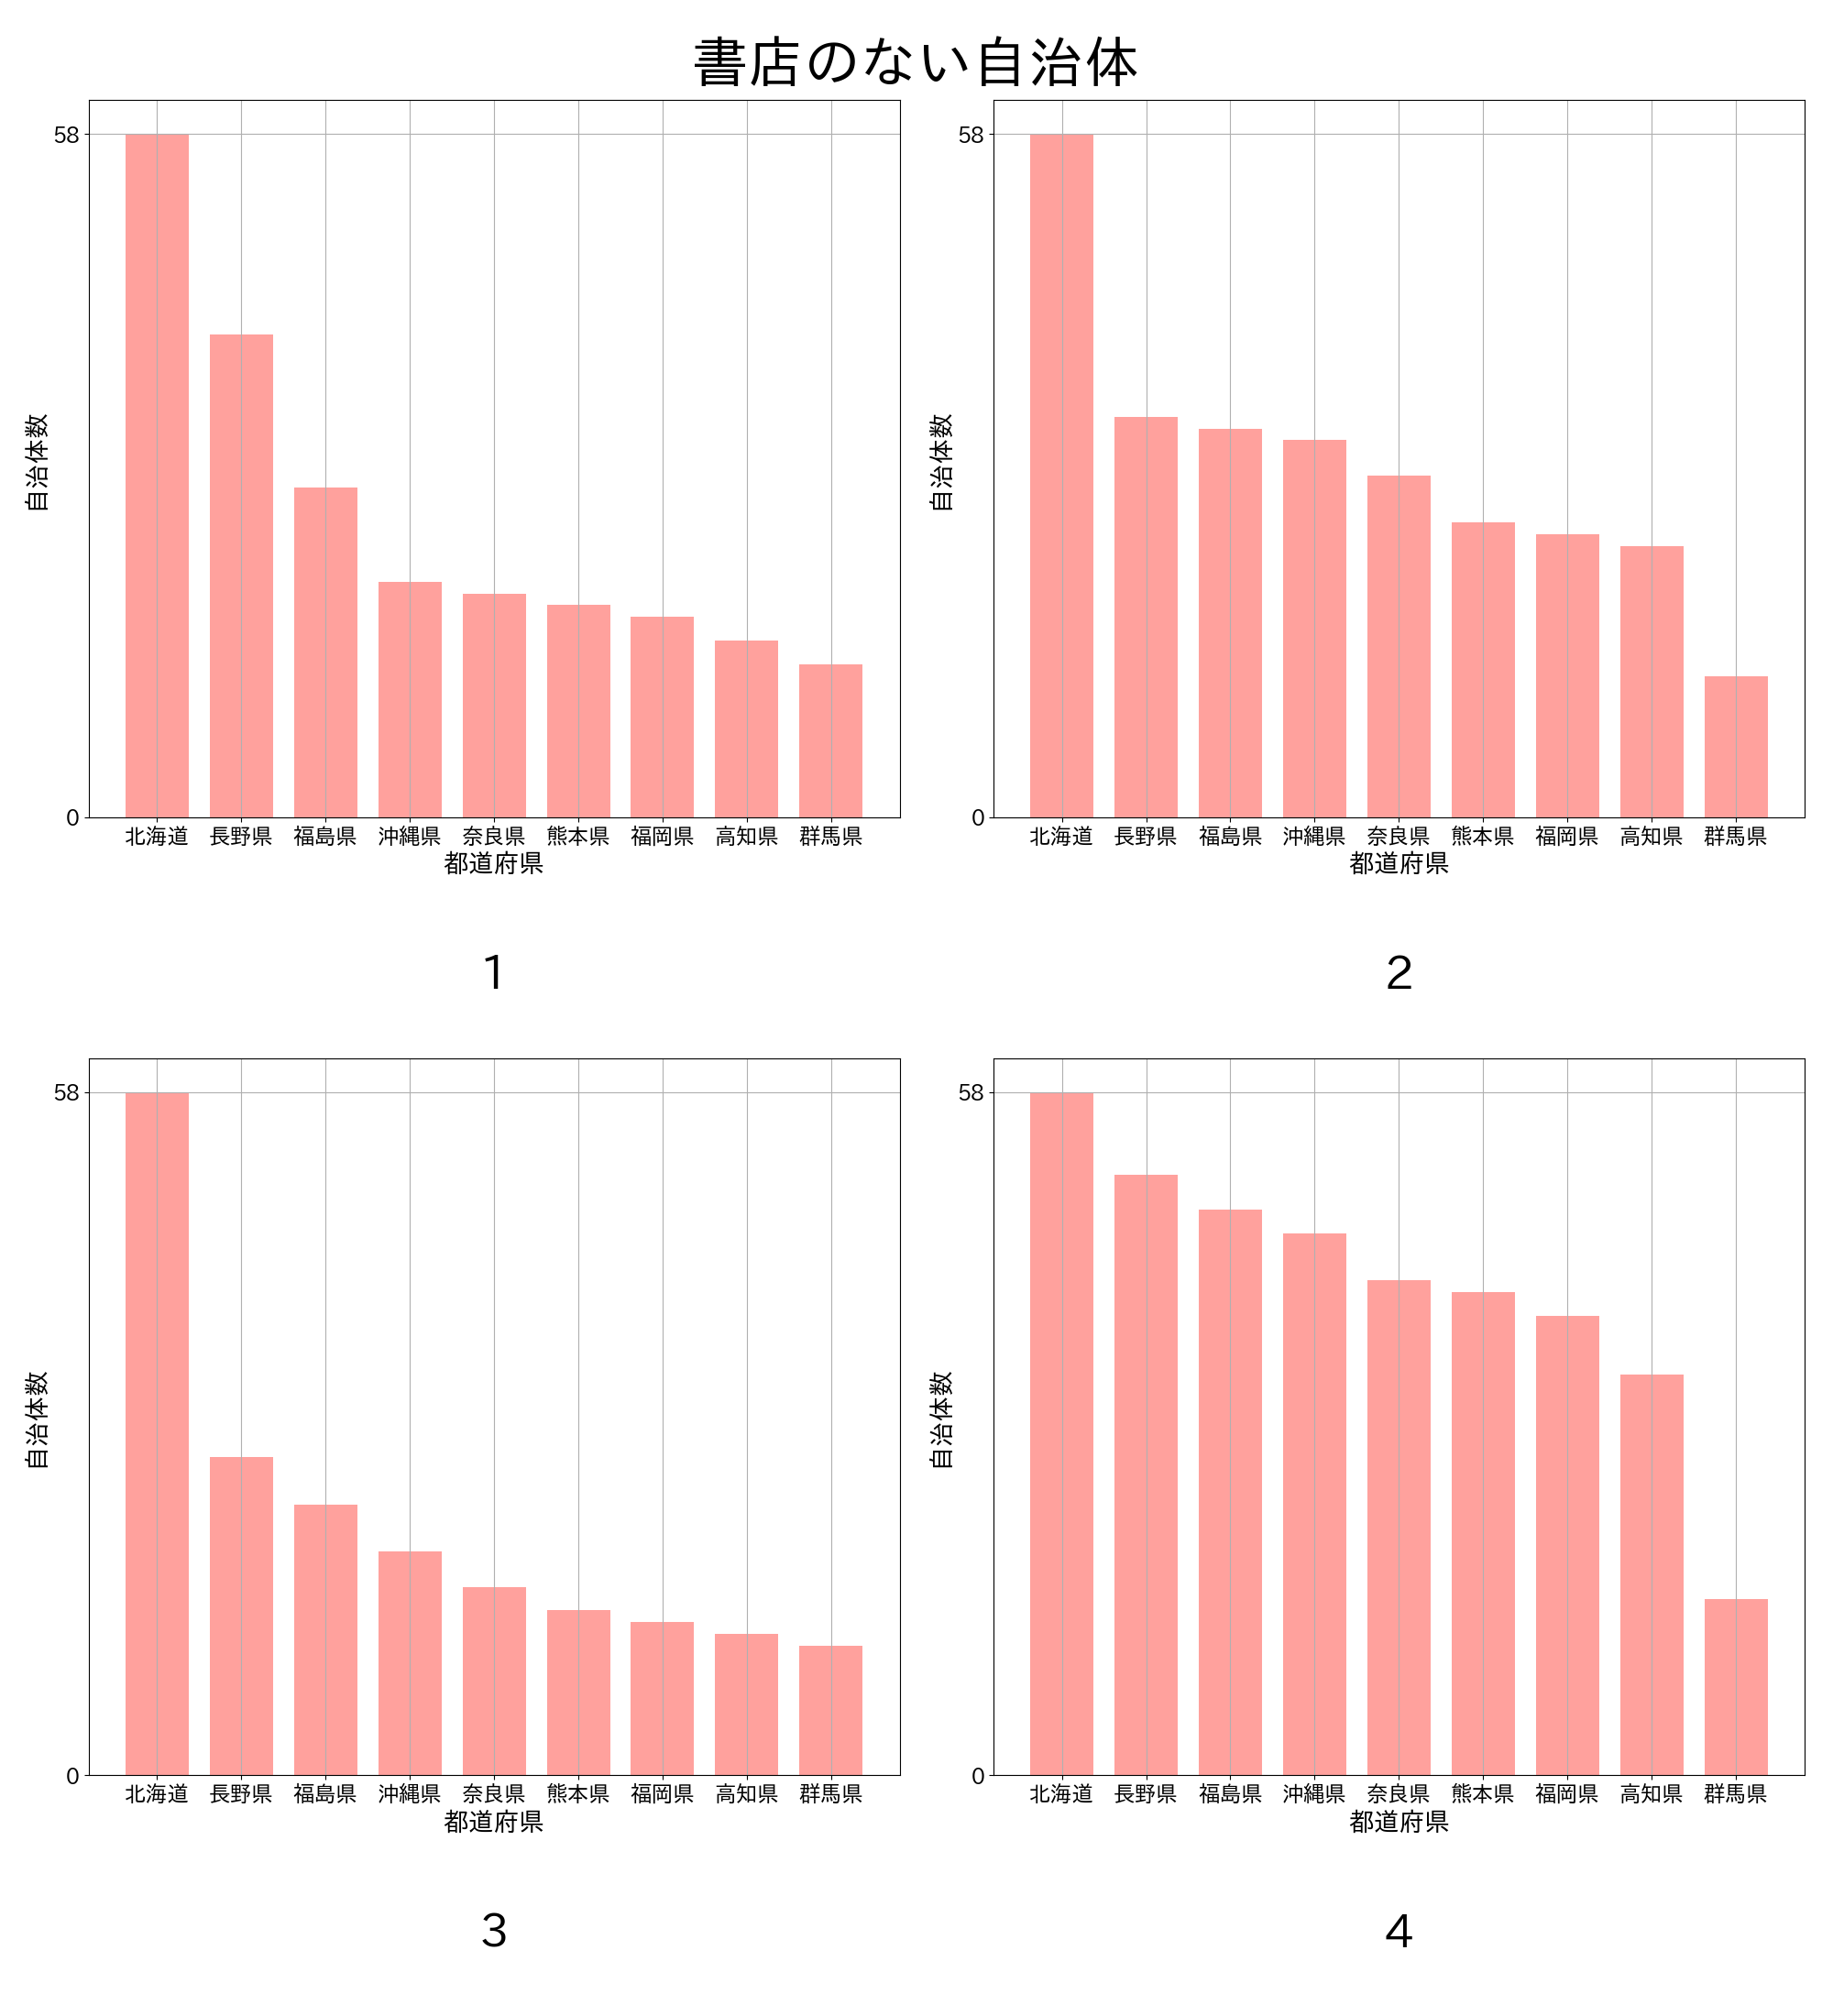 書店のない自治体
58
0
自治体数
北海道 長野県 福島県 沖縄県 奈良県 熊本県 福岡県 高知県 群馬県
都道府県
1
58
0
自治体数
北海道 長野県 福島県 沖縄県 奈良県 熊本県 福岡県 高知県 群馬県
都道府県
2
58
0
自治体数
北海道 長野県 福島県 沖縄県 奈良県 熊本県 福岡県 高知県 群馬県
都道府県
3
58
0
自治体数
北海道 長野県 福島県 沖縄県 奈良県 熊本県 福岡県 高知県 群馬県
都道府県
4